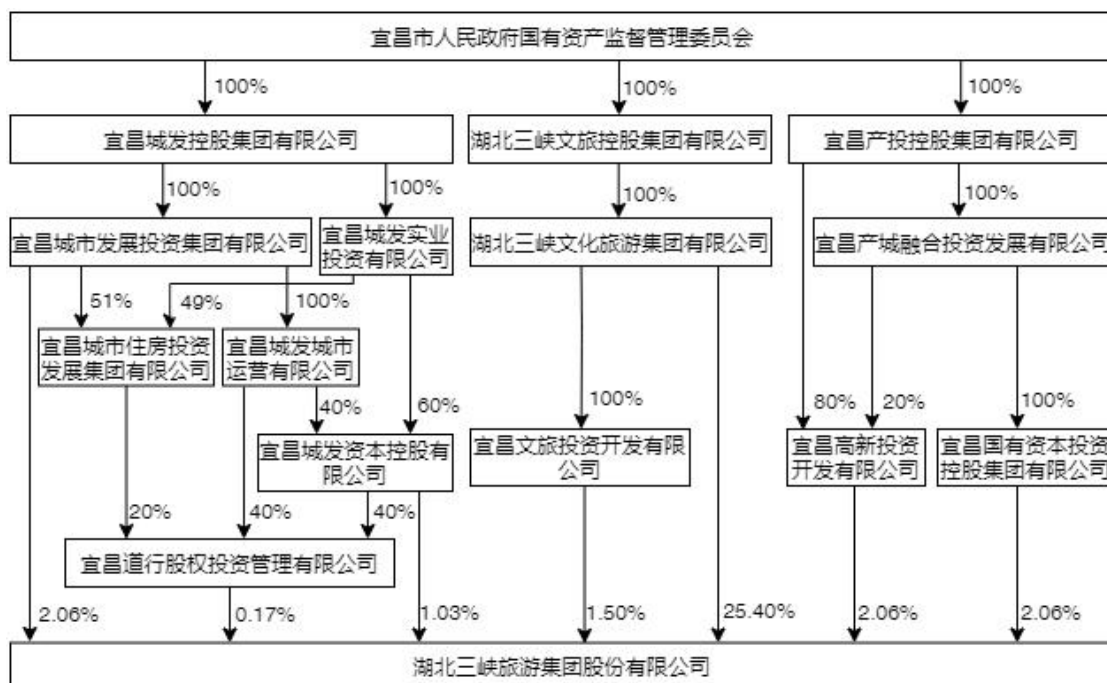 宜昌市人民政府国有资产监督管理委员会
100%
100%
100%
宜昌城发控股集团有限公司
湖北三峡文旅控股集团有限公司
宜昌产投控股集团有限公司
100%
100%
100%
100%
宜昌城市发展投资集团有限公司
宜昌城发实业
投资有限公司
湖北三峡文化旅游集团有限公司
宜昌产城融合投资发展有限公司
51%
49%
100%
宜昌城市住房投资
发展集团有限公司
宜昌城发城市
运营有限公司
40%
60%
100%
80%
20%
100%
宜昌城发资本控股有
限公司
宜昌文旅投资开发有限
公司
宜昌高新投资
开发有限公司
宜昌国有资本投资
控股集团有限公司
20%
40%
40%
宜昌道行股权投资管理有限公司
2.06%
0.17%
1.03%
1.50%
25.40%
2.06%
2.06%
湖北三峡旅游集团股份有限公司